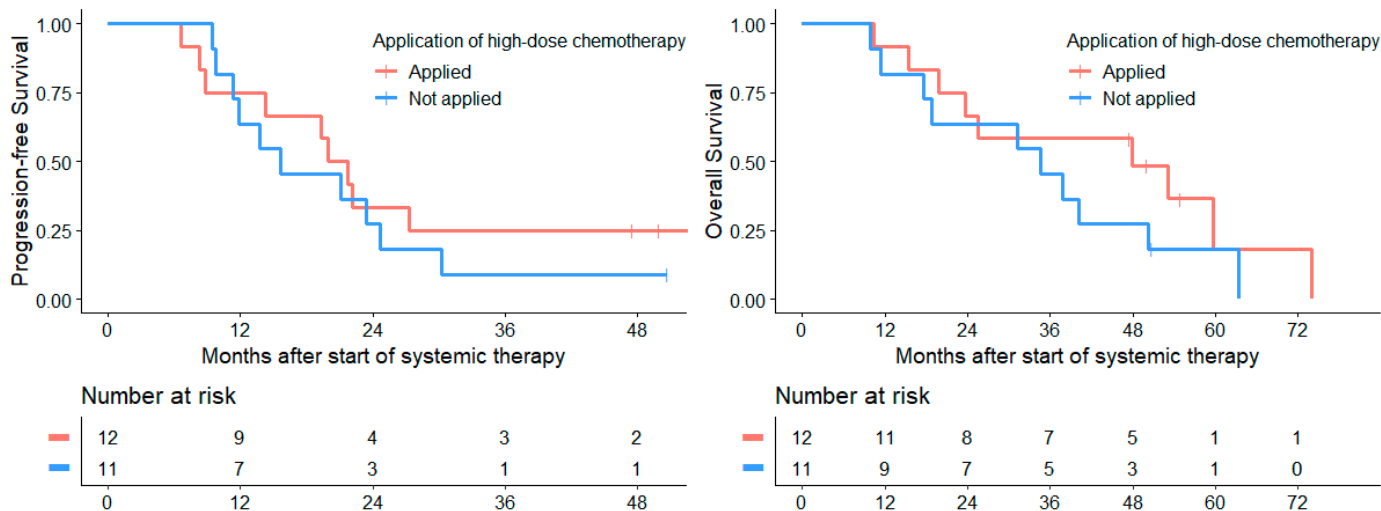 Progression-free Survival
1.00
0.75
0.50
0.25
0.00
Application of high-dose chemotherapy
Applied
Not applied
0 12 24 36 48
Months after start of systemic therapy
Number at risk
12 9 4 3 2
11 7 3 1 1
0 12 24 36 48
Overall Survival
1.00
0.75
0.50
0.25
0.00
Application of high-dose chemotherapy
Applied
Not applied
0 12 24 36 48 60 72
Months after start of systemic therapy
Number at risk
12 11 8 7 5 1 1
11 9 7 5 3 1 0
0 12 24 36 48 60 72